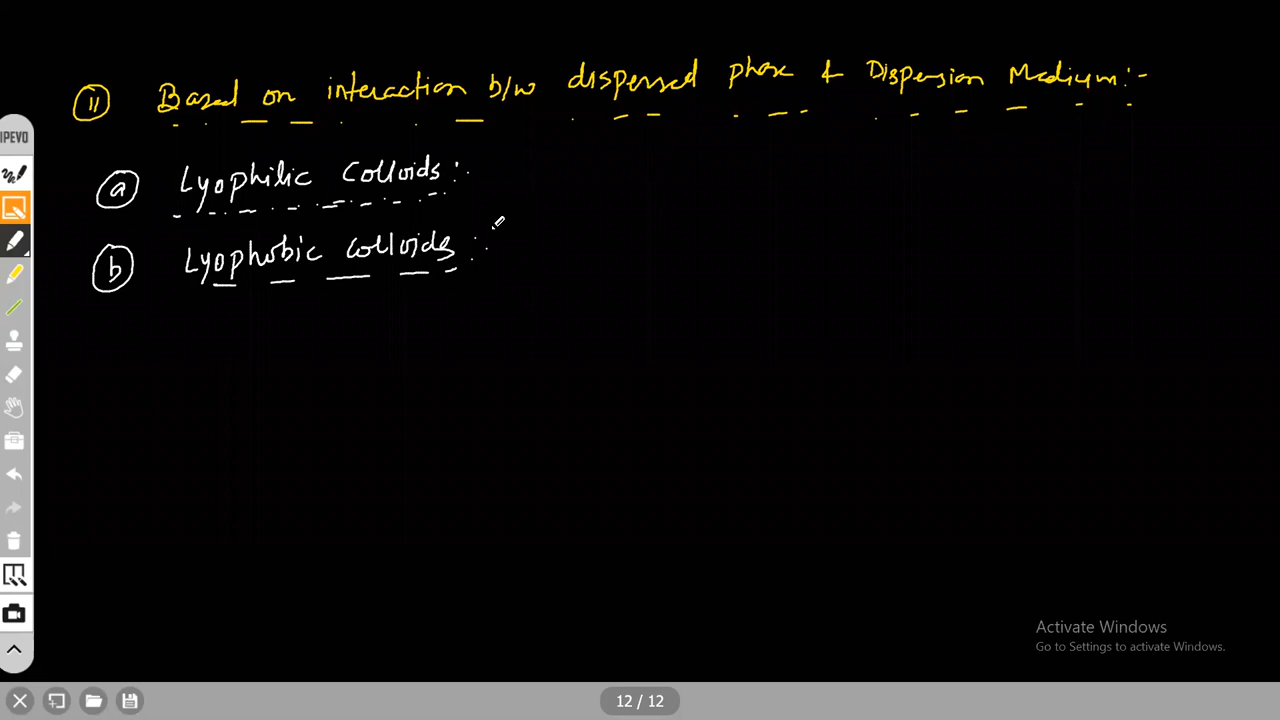 IPEVO
(ii) Based on interaction b/w dispersed phase & Dispersion Medium:-
(a) Lyophilic Colloids :-
(b) Lyophobic colloids :-
Activate Windows
Go to Settings to activate Windows.
12 / 12